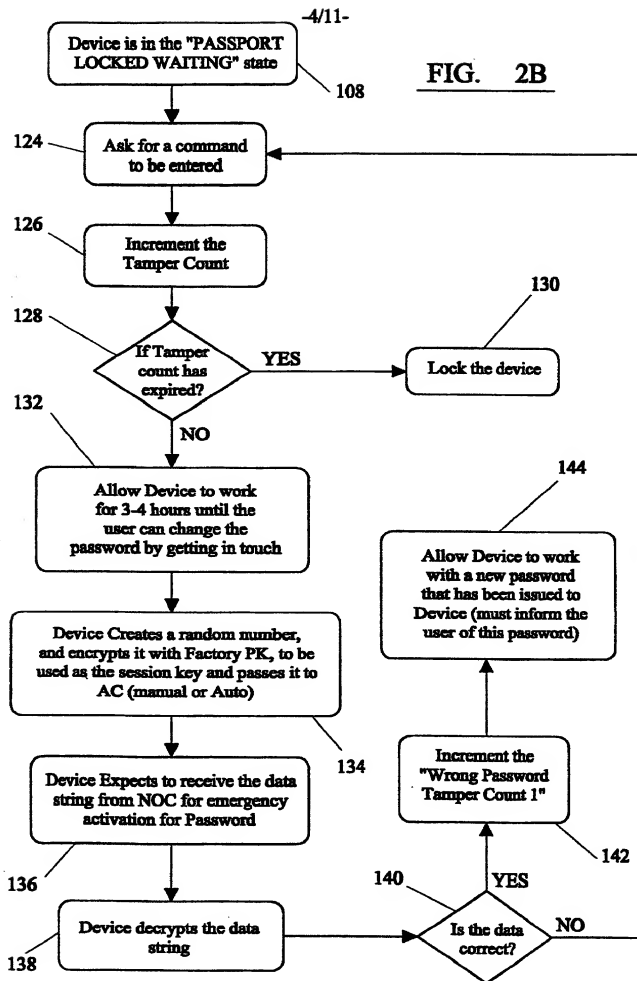 -4/11-
Device is in the "PASSPORT
LOCKED WAITING" state
108
FIG. 2B
124
Ask for a command
to be entered
126
Increment the
Tamper Count
128
If Tamper
count has
expired?
YES
130
Lock the device
NO
132
Allow Device to work
for 3-4 hours until the
user can change the
password by getting in touch
Device Creates a random number,
and encrypts it with Factory PK, to be
used as the session key and passes it to
AC (manual or Auto)
134
Device Expects to receive the data
string from NOC for emergency
activation for Password
136
Device decrypts the data
string
138
140
Is the data
correct?
NO
YES
Increment the
"Wrong Password
Tamper Count 1"
142
144
Allow Device to work
with a new password
that has been issued to
Device (must inform the
user of this password)